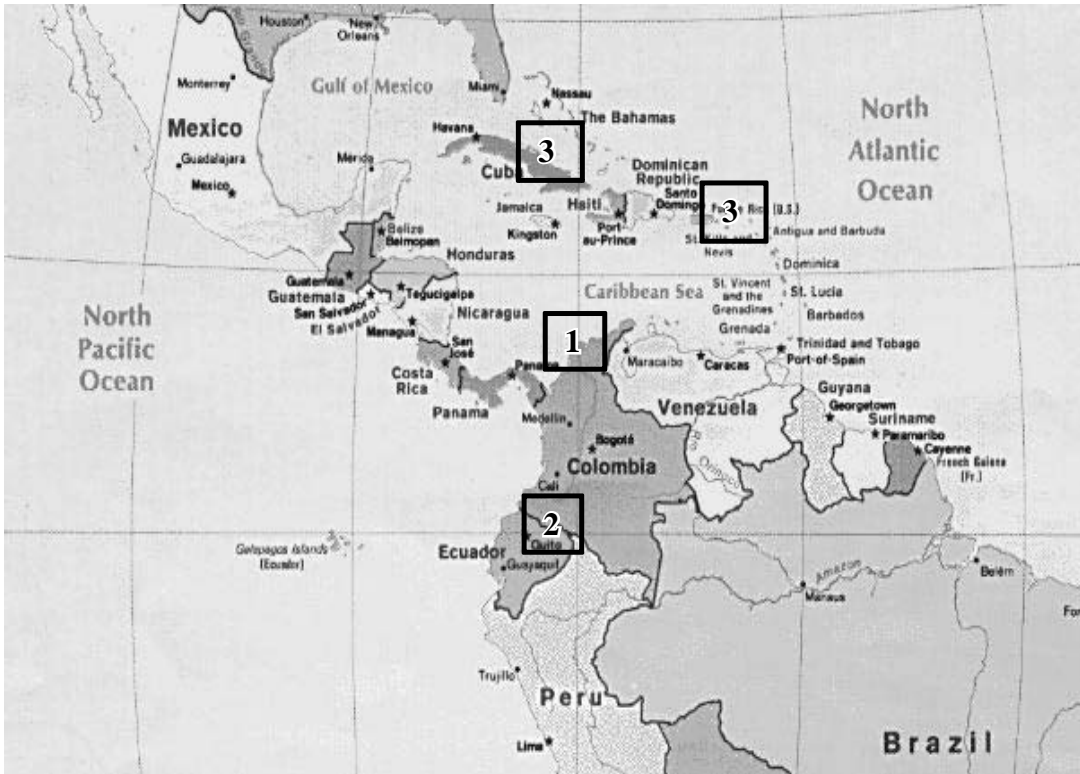 Houston
New
Orleans
Monterrey
Gulf of Mexico
Miami
Nassau
North
Atlantic
Ocean
The Bahamas
Mexico
Havana
3
Guadalajara
Mérida
Cuba
Dominican
Republic
Mexico
Santo
Domingo
3
(U.S.)
Jamaica
Haiti
Kingston
Port
au-Prince
Antigua and Barbuda
Nevis
Belize
Belmopan
Honduras
Dominica
Guatemala
Guatemala
Tegucigalpa
San Salvador
El Salvador
Nicaragua
Caribbean Sea
St. Vincent
and the
Grenadines
St. Lucia
Barbados
Grenada
North
Pacific
Ocean
Managua
San
José
1
Trinidad and Tobago
Port-of-Spain
Maracaibo
Caracas
Costa
Rica
Panama
Panama
Guyana
Georgetown
Venezuela
Suriname
Paramaribo
Medellín
Bogotá
Cayenne
French Guiana
(Fr.)
Rio Orinoco
Colombia
Cali
2
Quito
Galapagos Islands
(Ecuador)
Ecuador
Guayaquil
Amazon
Belém
Manaus
For
Trujillo
Peru
Lima
Brazil